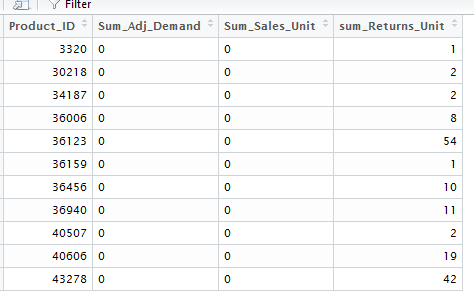 Filter
Product_ID Sum_Adj_Demand Sum_Sales_Unit sum_Returns_Unit
3320 0 0 1
30218 0 0 2
34187 0 0 2
36006 0 0 8
36123 0 0 54
36159 0 0 1
36456 0 0 10
36940 0 0 11
40507 0 0 2
40606 0 0 19
43278 0 0 42